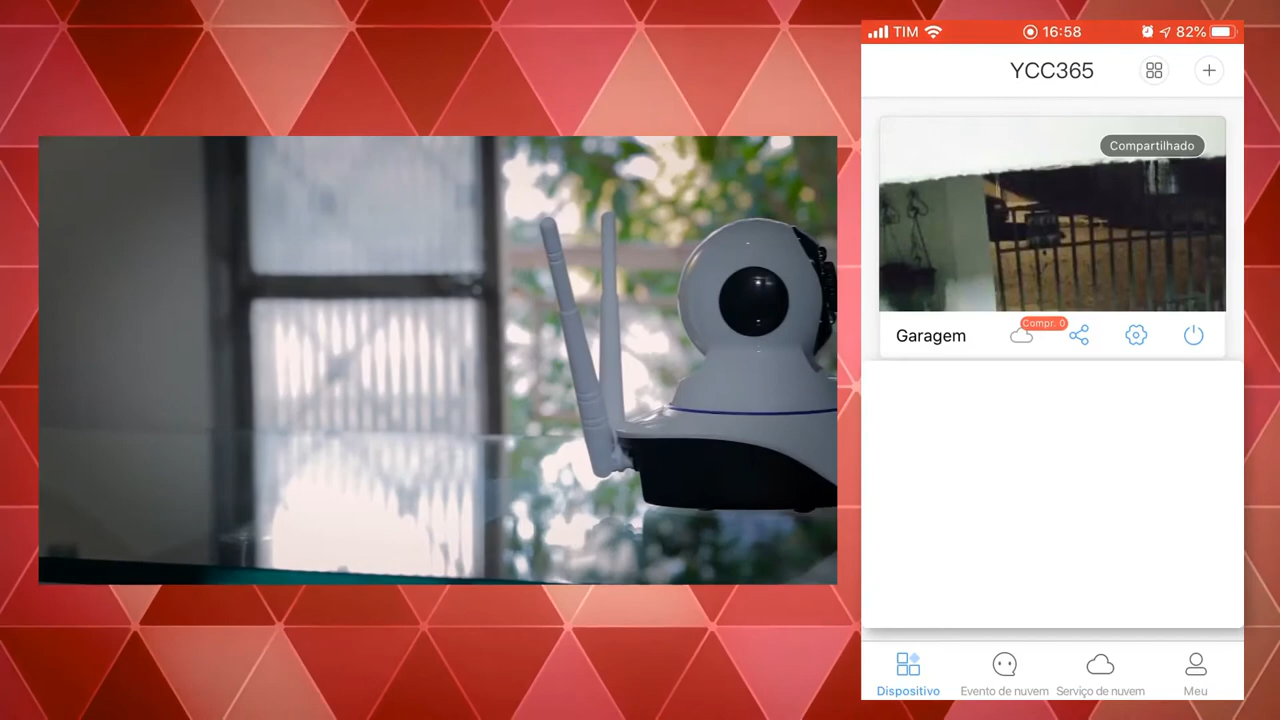 TIM 16:58 82%
YCC365
Compartilhado
Garagem
Compr. 0
Dispositivo
Evento de nuvem
Serviço de nuvem
Meu